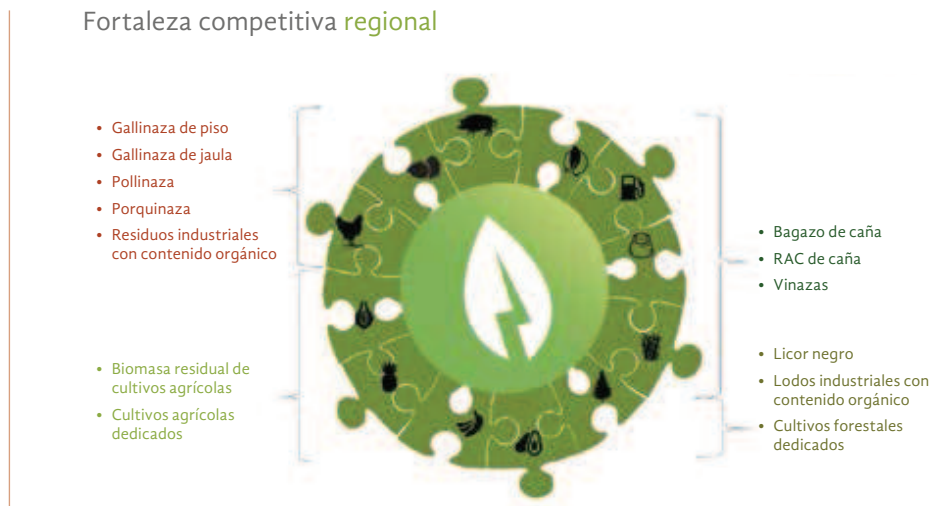 Fortaleza competitiva regional
• Gallinaza de piso
• Gallinaza de jaula
• Pollinaza
• Porquinaza
• Residuos industriales
con contenido orgánico
• Biomasa residual de
cultivos agrícolas
• Cultivos agrícolas
dedicados
• Bagazo de caña
• RAC de caña
• Vinazas
• Licor negro
• Lodos industriales con
contenido orgánico
• Cultivos forestales
dedicados